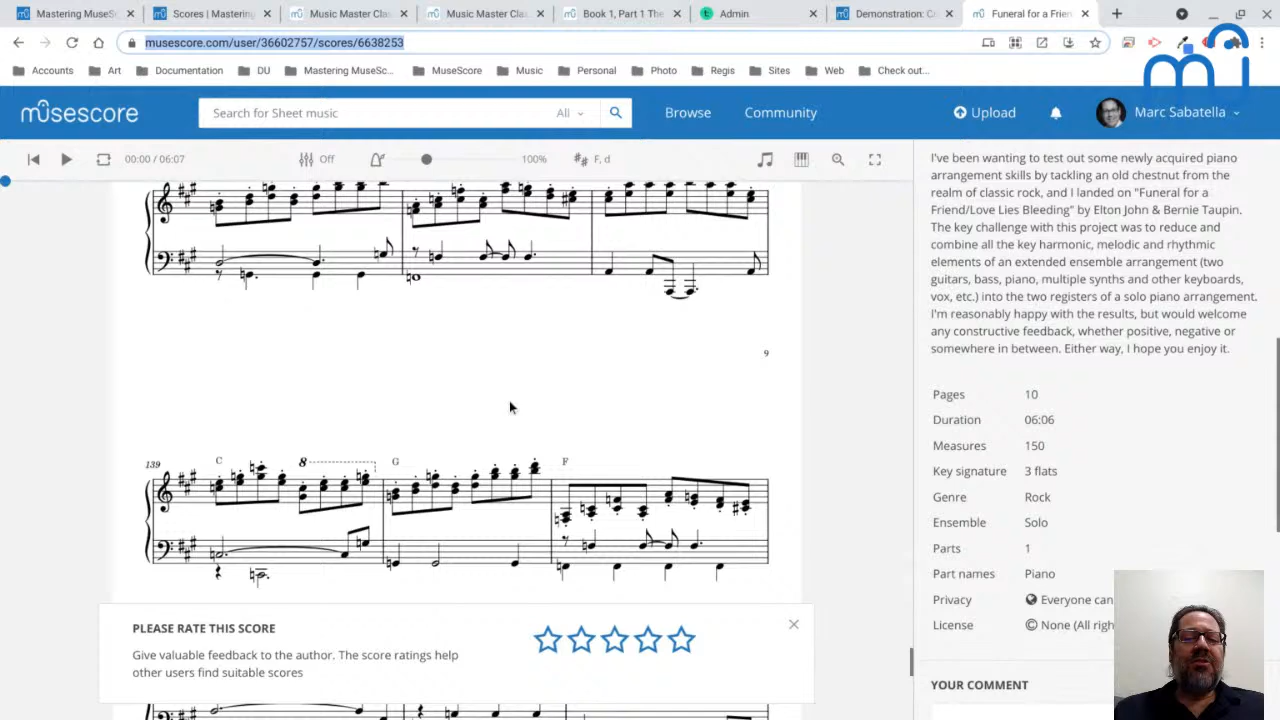 Mastering MuseS
Scores | Mastering
Music Master Clas
Music Master Clas
Book 1, Part 1 The
Admin
Demonstration: Cr
Funeral for a Frien
musescore.com/user/36602757/scores/6638253
Accounts
Art
Documentation
DU
Mastering MuseSc...
MuseScore
Music
Personal
Photo
Regis
Sites
Web
Check out...
musescore
Search for Sheet music
All
Browse
Community
Upload
Marc Sabatella
00:00 / 06:07
Off
100%
F, d
I've been wanting to test out some newly acquired piano
arrangement skills by tackling an old chestnut from the
realm of classic rock, and I landed on "Funeral for a
Friend/Love Lies Bleeding" by Elton John & Bernie Taupin.
The key challenge with this project was to reduce and
combine all the key harmonic, melodic and rhythmic
elements of an extended ensemble arrangement (two
guitars, bass, piano, multiple synths and other keyboards,
vox, etc.) into the two registers of a solo piano arrangement.
I'm reasonably happy with the results, but would welcome
any constructive feedback, whether positive, negative or
somewhere in between. Either way, I hope you enjoy it.
9
139
C
8
G
F
Pages 10
Duration 06:06
Measures 150
Key signature 3 flats
Genre Rock
Ensemble Solo
Parts 1
Part names Piano
Privacy Everyone can
License None (All righ
YOUR COMMENT
PLEASE RATE THIS SCORE
Give valuable feedback to the author. The score ratings help
other users find suitable scores